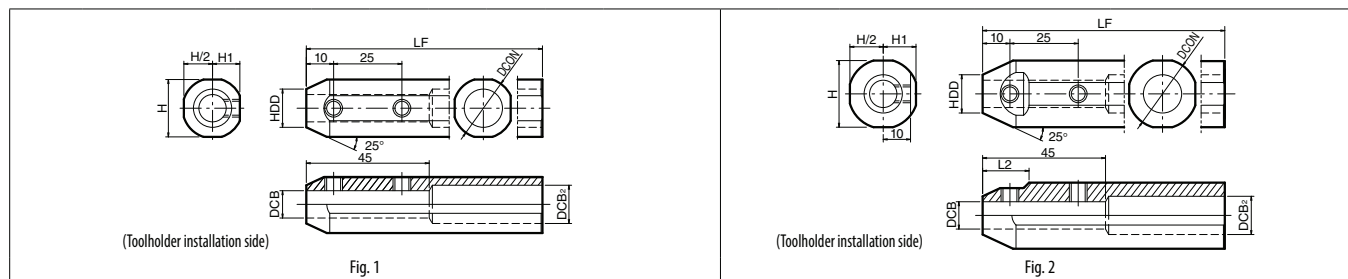 LF
10
25
H/2
H1
DCON
H
HDD
25°
45
DCB
DCB2
(Toolholder installation side)
Fig. 1
LF
10
25
H/2
H1
DCON
H
HDD
10
25°
45
L2
DCB
DCB2
(Toolholder installation side)
Fig. 2